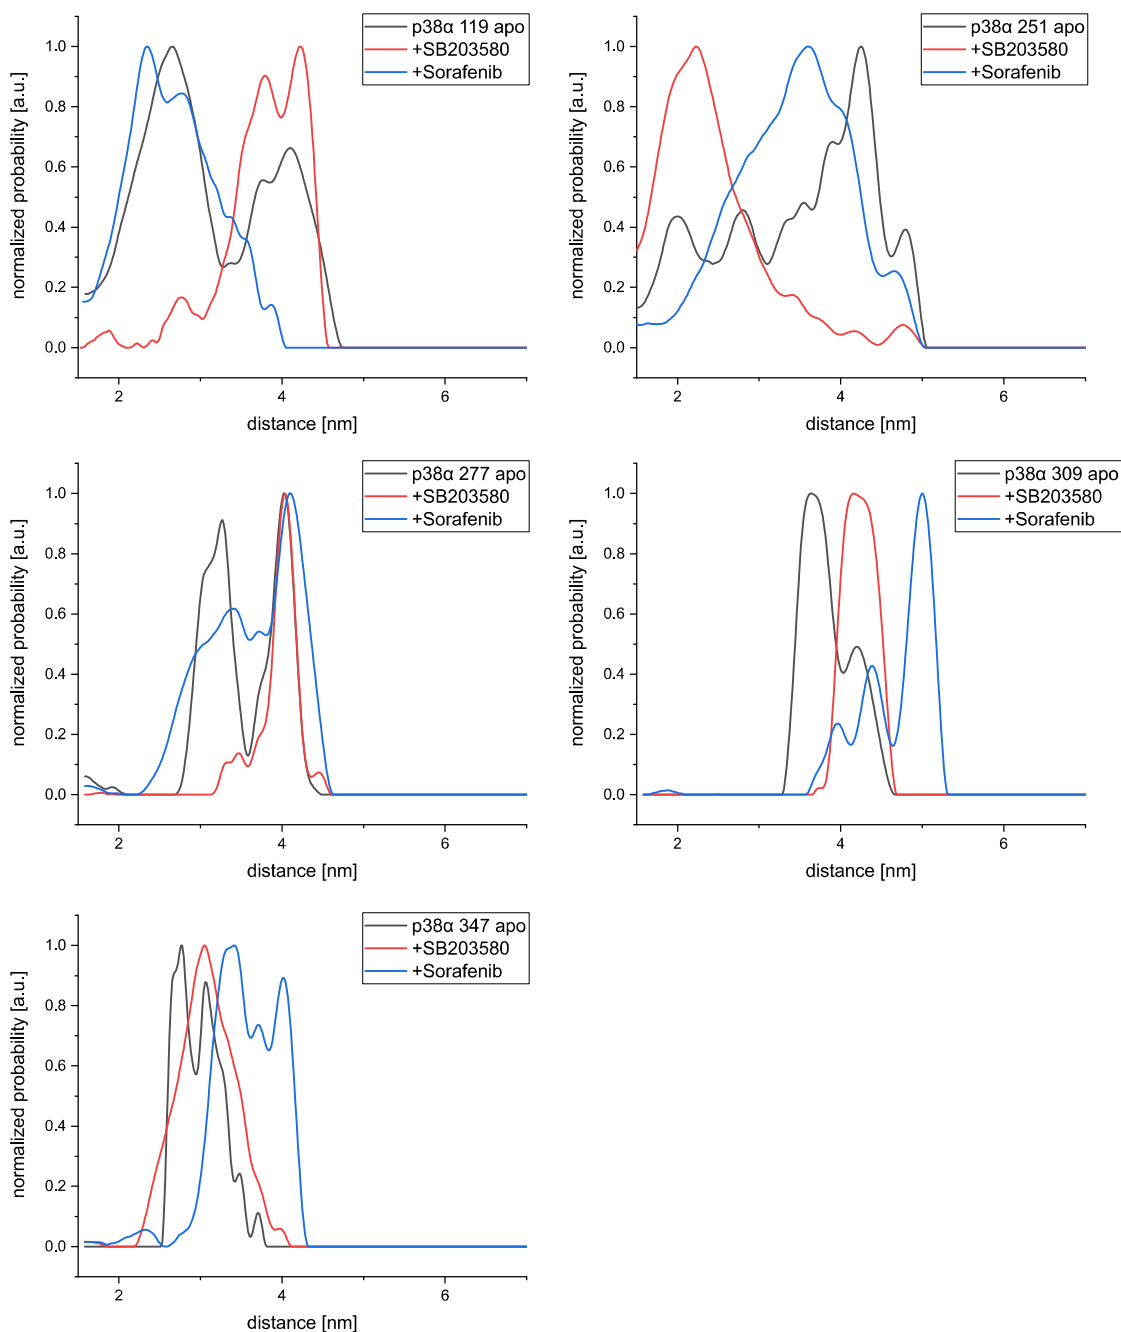 p38α 119 apo
+SB203580
+Sorafenib
normalized probability [a.u.]
1.0
0.8
0.6
0.4
0.2
0.0
2
4
6
distance [nm]
p38α 251 apo
+SB203580
+Sorafenib
normalized probability [a.u.]
1.0
0.8
0.6
0.4
0.2
0.0
2
4
6
distance [nm]
p38α 277 apo
+SB203580
+Sorafenib
normalized probability [a.u.]
1.0
0.8
0.6
0.4
0.2
0.0
2
4
6
distance [nm]
p38α 309 apo
+SB203580
+Sorafenib
normalized probability [a.u.]
1.0
0.8
0.6
0.4
0.2
0.0
2
4
6
distance [nm]
p38α 347 apo
+SB203580
+Sorafenib
normalized probability [a.u.]
1.0
0.8
0.6
0.4
0.2
0.0
2
4
6
distance [nm]